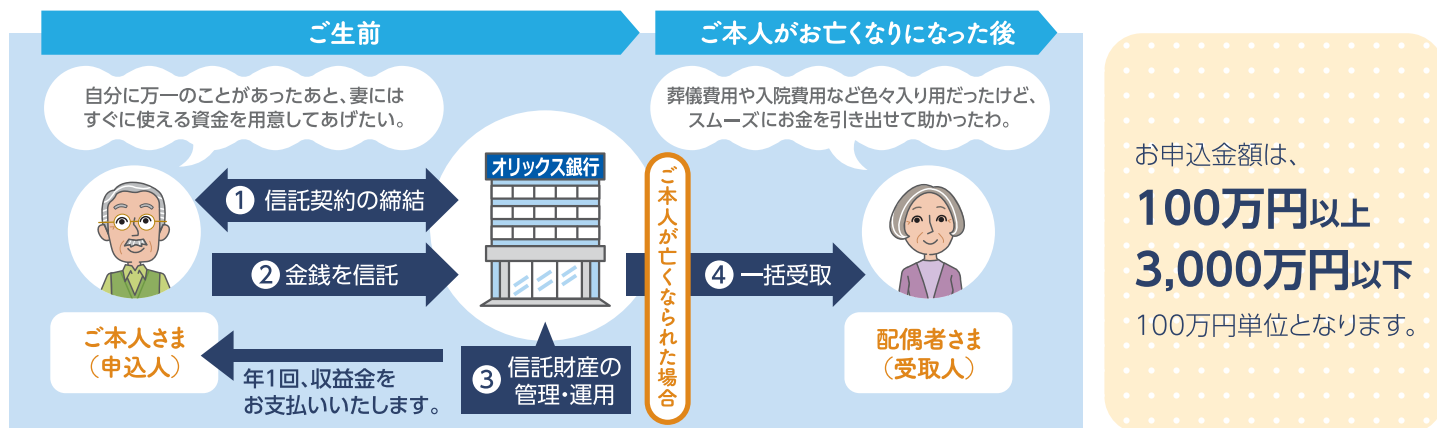 ご生前
ご本人がお亡くなりになった後
自分に万一のことがあったあと、妻には
すぐに使える資金を用意してあげたい。
葬儀費用や入院費用など色々入り用だったけど、
スムーズにお金を引き出せて助かったわ。
オリックス銀行
1 信託契約の締結
2 金銭を信託
ご本人さま
（申込人）
年1回、収益金を
お支払いいたします。
3 信託財産の
管理・運用
ご本人が亡くなられた場合
4 一括受取
配偶者さま
（受取人）
お申込金額は、
100万円以上
3,000万円以下
100万円単位となります。